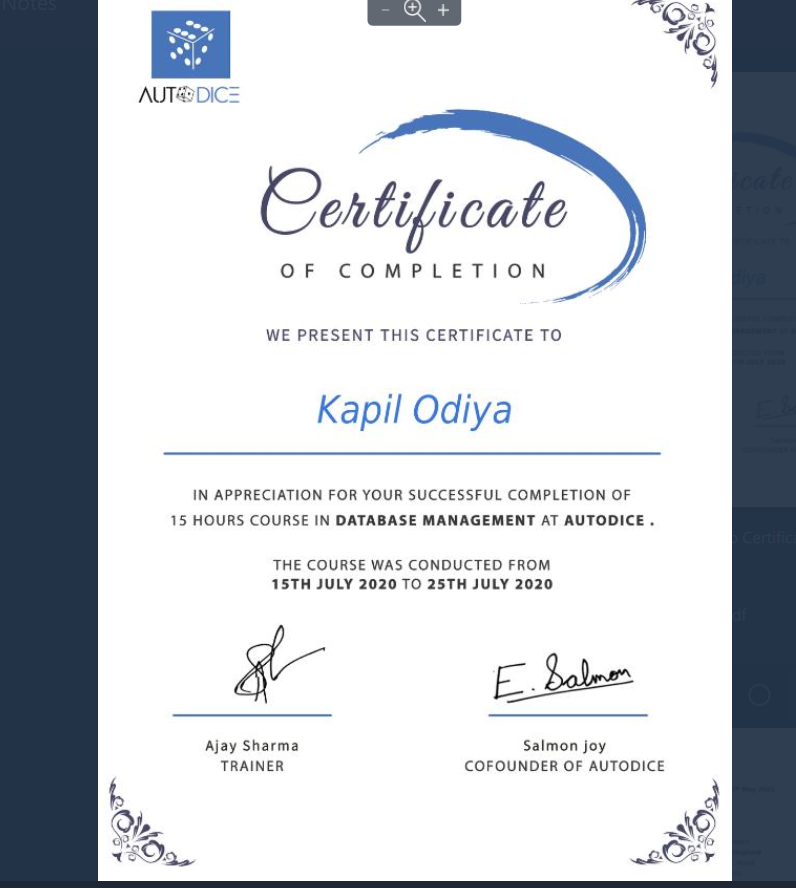 Notes
AUTODICE
Certificate
OF COMPLETION
WE PRESENT THIS CERTIFICATE TO
Kapil Odiya
IN APPRECIATION FOR YOUR SUCCESSFUL COMPLETION OF
15 HOURS COURSE IN DATABASE MANAGEMENT AT AUTODICE .
THE COURSE WAS CONDUCTED FROM
15TH JULY 2020 TO 25TH JULY 2020
E. Salmon
Ajay Sharma
TRAINER
Salmon joy
COFOUNDER OF AUTODICE